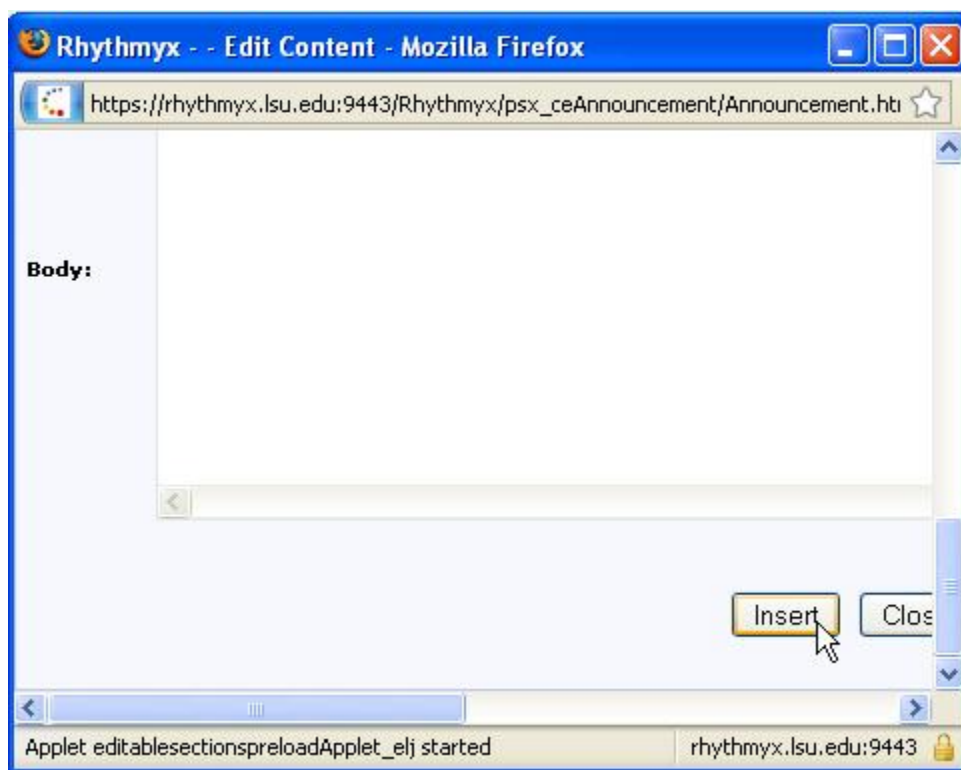 Rhythmyx - - Edit Content - Mozilla Firefox
https://rhythmyx.lsu.edu:9443/Rhythmyx/psx_ceAnnouncement/Announcement.htı
Body:
Insert Clos
Applet editablesectionspreloadApplet_elj started rhythmyx.lsu.edu:9443